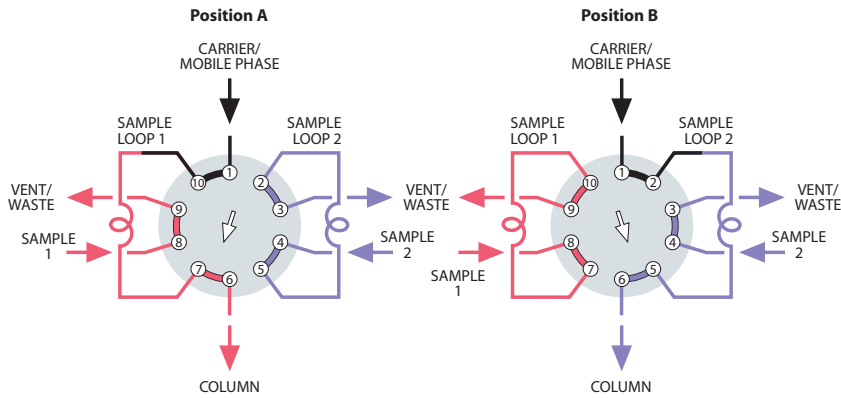 Position A
CARRIER/
MOBILE PHASE
SAMPLE
LOOP 1
SAMPLE
LOOP 2
10
1
2
9
3
8
4
7
6
5
VENT/
WASTE
SAMPLE
1
VENT/
WASTE
SAMPLE
2
COLUMN
Position B
CARRIER/
MOBILE PHASE
SAMPLE
LOOP 1
SAMPLE
LOOP 2
1
2
10
9
3
8
4
7
6
5
VENT/
WASTE
SAMPLE
1
VENT/
WASTE
SAMPLE
2
COLUMN